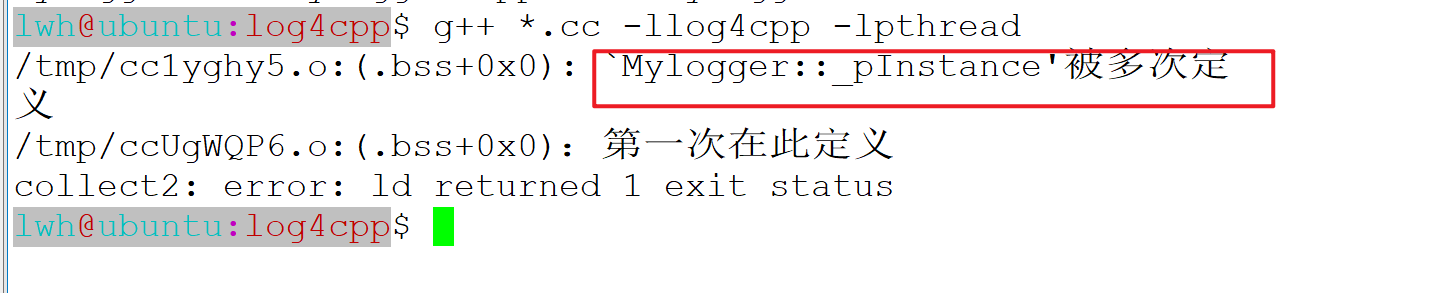 lwh@ubuntu:log4cpp$ g++ *.cc -llog4cpp -lpthread
/tmp/cc1yghy5.o:(.bss+0x0): `Mylogger::_pInstance'被多次定
义
/tmp/ccUgWQP6.o:(.bss+0x0): 第一次在此定义
collect2: error: ld returned 1 exit status
lwh@ubuntu:log4cpp$